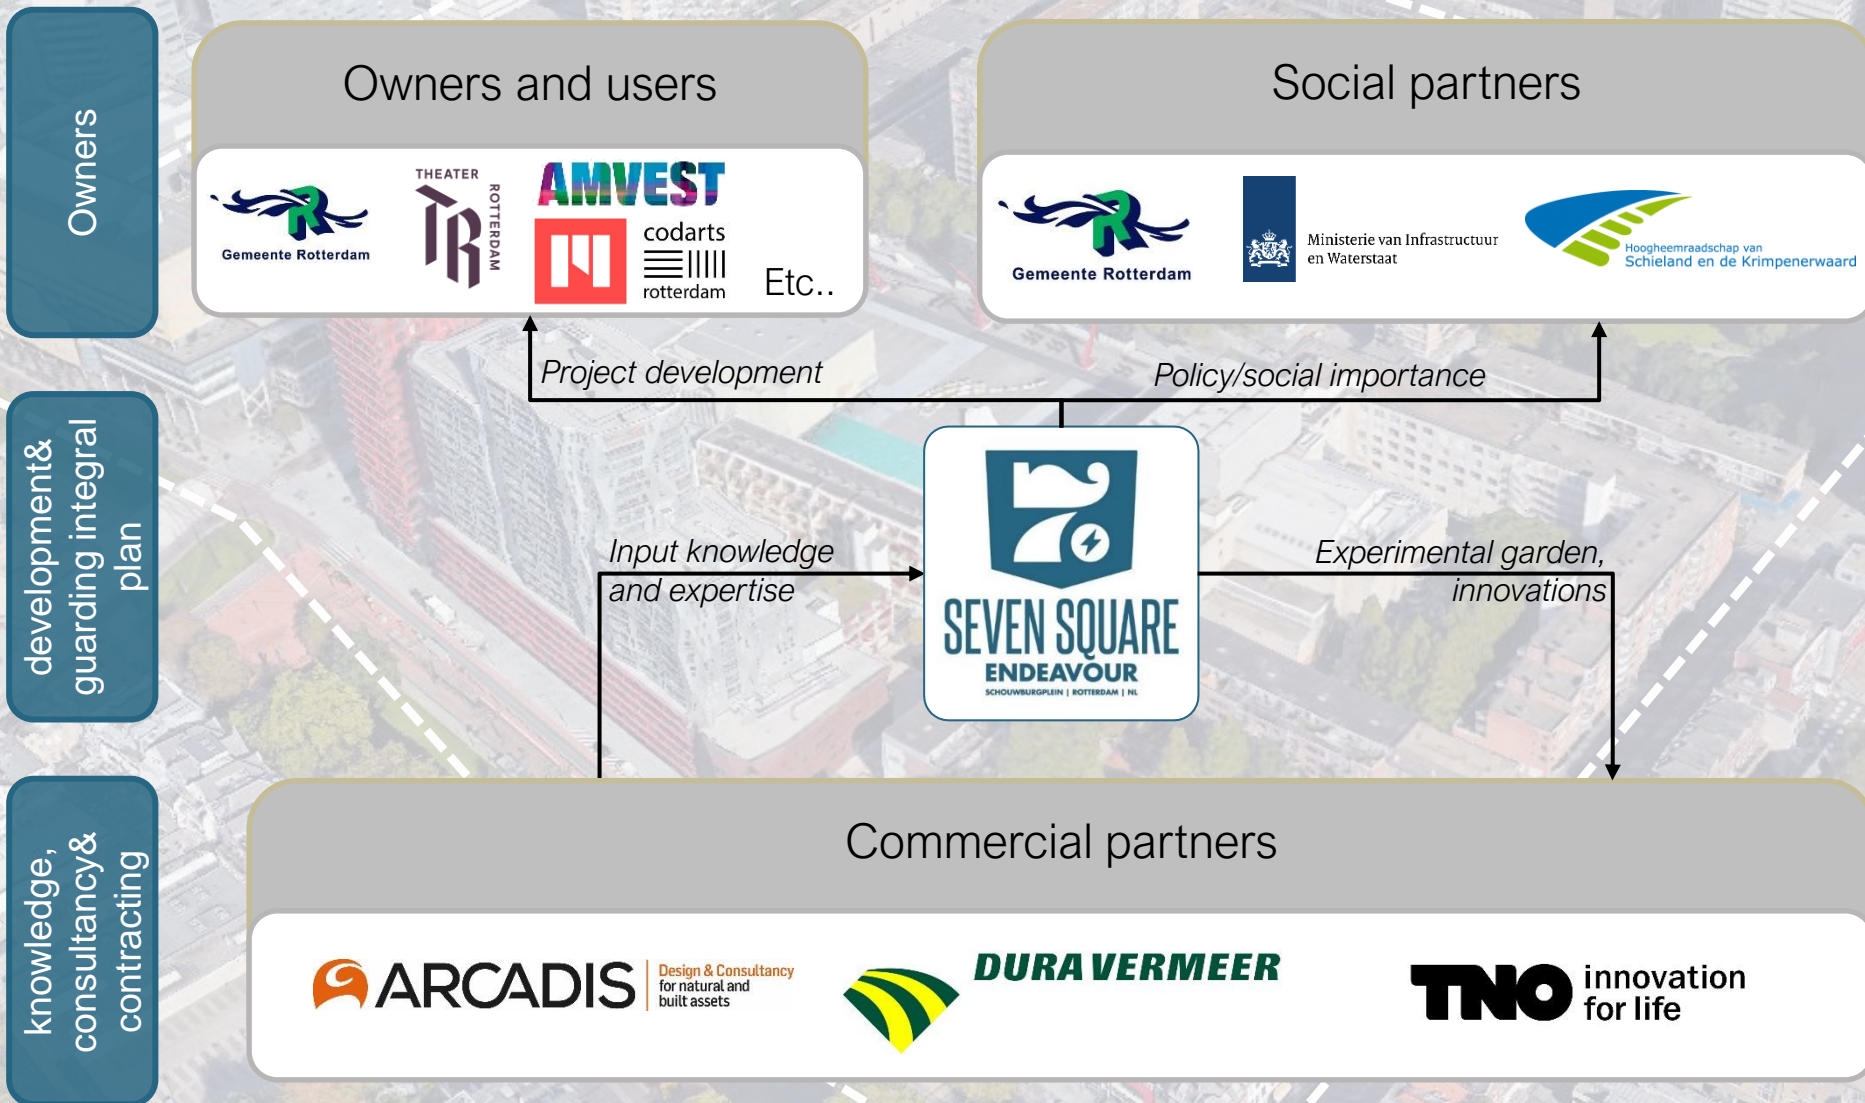 Owners
Owners and users
Gemeente Rotterdam
THEATER
ROTTERDAM
TR
AMVEST
codarts
rotterdam
Etc..
Social partners
Gemeente Rotterdam
Ministerie van Infrastructuur
en Waterstaat
Hoogheemraadschap van
Schieland en de Krimpenerwaard
Project development
Policy/social importance
development&
guarding integral
plan
Input knowledge
and expertise
7
SEVEN SQUARE
ENDEAVOUR
SCHOUWBURGPLEIN | ROTTERDAM | NL
Experimental garden,
innovations
knowledge,
consultancy&
contracting
Commercial partners
ARCADIS
Design & Consultancy
for natural and
built assets
DURA VERMEER
TNO
innovation
for life